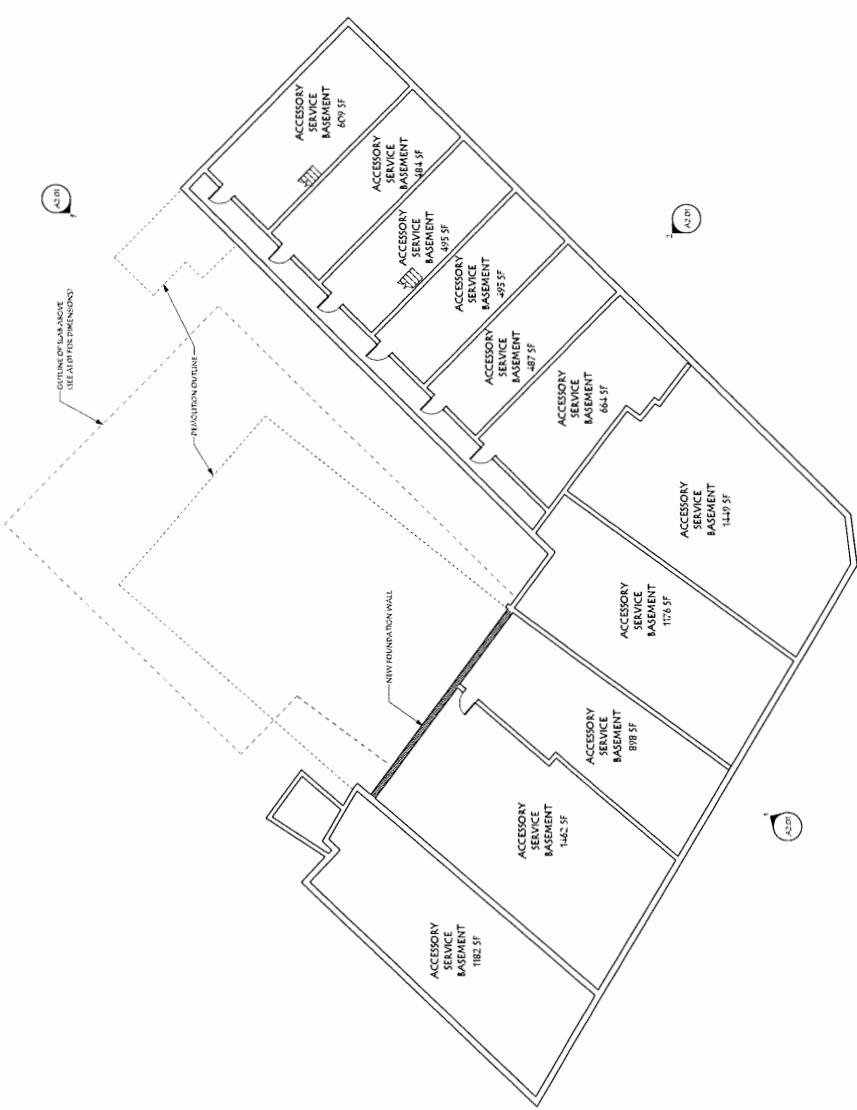 ACCESSORY
SERVICE
BASEMENT
609 SF
ACCESSORY
SERVICE
BASEMENT
484 SF
ACCESSORY
SERVICE
BASEMENT
495 SF
ACCESSORY
SERVICE
BASEMENT
495 SF
ACCESSORY
SERVICE
BASEMENT
487 SF
ACCESSORY
SERVICE
BASEMENT
664 SF
ACCESSORY
SERVICE
BASEMENT
1449 SF
ACCESSORY
SERVICE
BASEMENT
1176 SF
ACCESSORY
SERVICE
BASEMENT
898 SF
ACCESSORY
SERVICE
BASEMENT
1462 SF
ACCESSORY
SERVICE
BASEMENT
1182 SF
OUTLINE OF SLAB ABOVE
(SEE A1.01 FOR DIMENSIONS)
DEMOLITION OUTLINE
NEW FOUNDATION WALL
A2.01
3
A2.01
2
A2.01
1